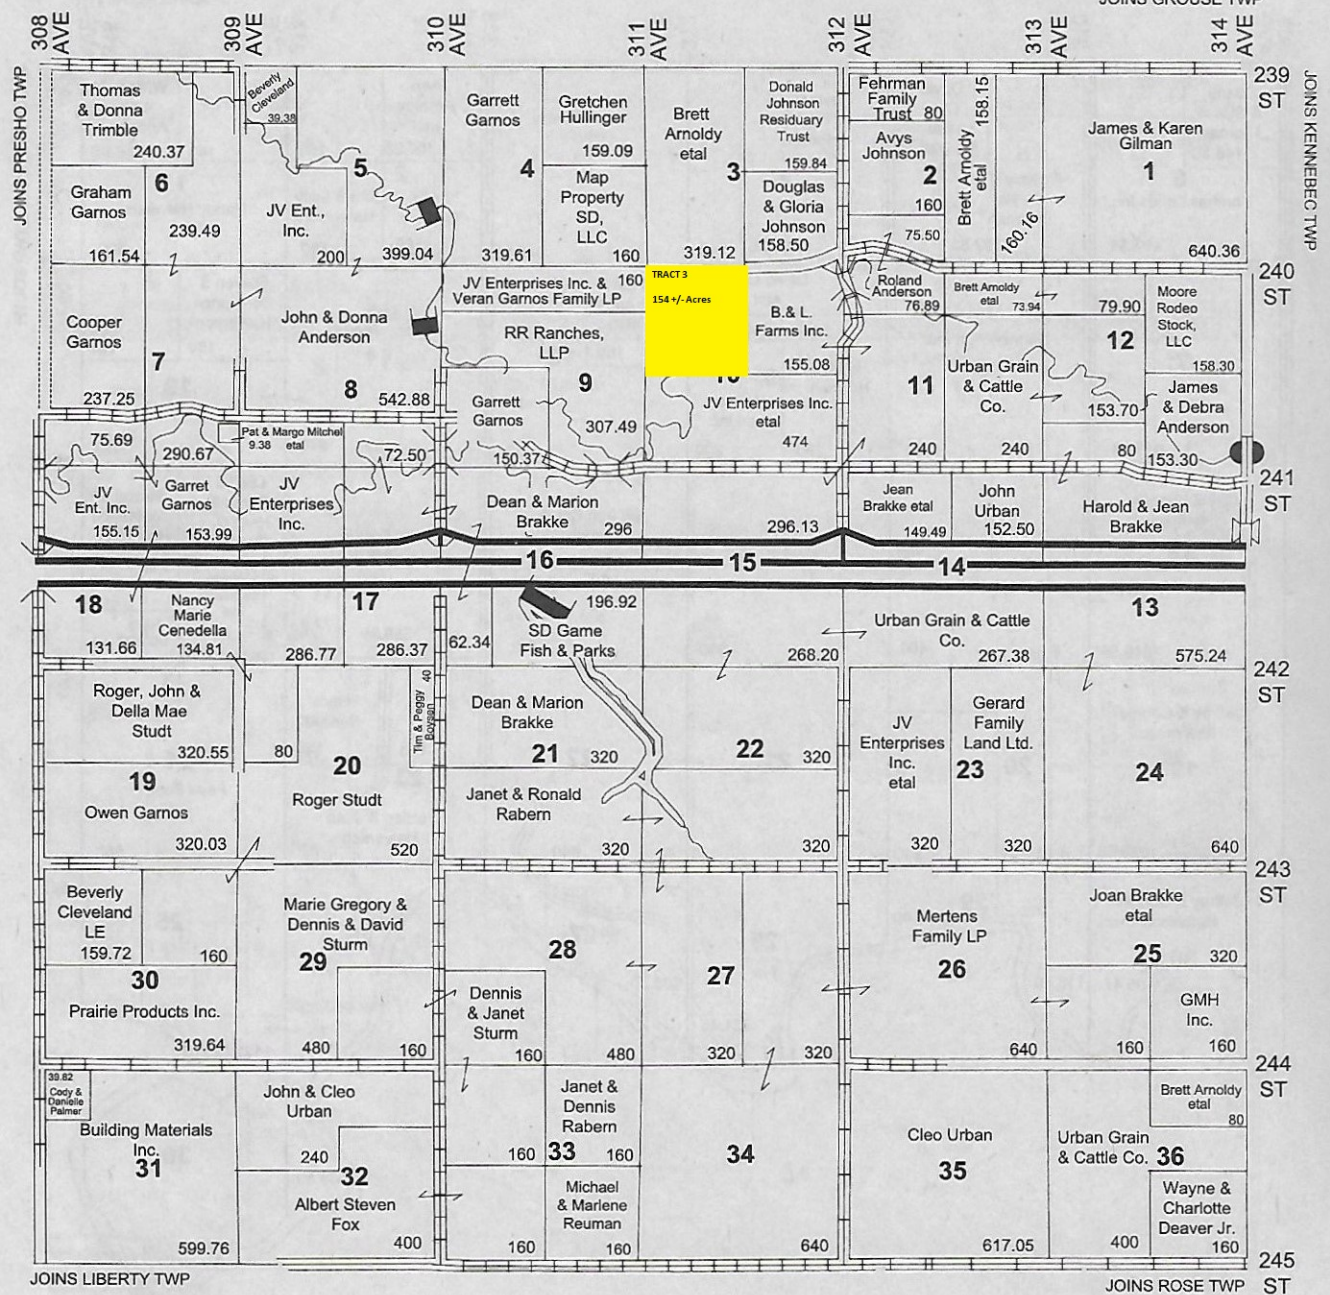 JOINS GROUSE TWP
308 AVE
309 AVE
310 AVE
311 AVE
312 AVE
313 AVE
314 AVE
JOINS PRESHO TWP
JOINS KENNEBEC TWP
239 ST
Thomas
& Donna
Trimble
240.37
6
Graham
Garnos
161.54
239.49
Beverly
Cleveland
39.38
5
JV Ent.,
Inc.
200
399.04
Garrett
Garnos
4
319.61
Gretchen
Hullinger
159.09
Map
Property
SD,
LLC
160
Brett
Arnoldy
etal
3
319.12
Donald
Johnson
Residuary
Trust
159.84
Douglas
& Gloria
Johnson
158.50
Fehrman
Family
Trust 80
Avys
Johnson
2
160
75.50
Brett Arnoldy
etal
158.15
160.16
James & Karen
Gilman
1
640.36
240 ST
Cooper
Garnos
7
237.25
John & Donna
Anderson
8
542.88
JV Enterprises Inc. &
Veran Garnos Family LP
160
RR Ranches,
LLP
9
307.49
Garrett
Garnos
150.37
TRACT 3
154 +/- Acres
10
B.& L.
Farms Inc.
155.08
JV Enterprises Inc.
etal
474
Roland
Anderson
76.89
Brett Arnoldy
etal 73.94
79.90
11
240
Urban Grain
& Cattle
Co.
240
12
153.70
80
Moore
Rodeo
Stock,
LLC
158.30
James
& Debra
Anderson
153.30
241 ST
75.69
290.67
Pat & Margo Mitchel
9.38 etal
72.50
JV
Ent. Inc.
155.15
Garret
Garnos
153.99
JV
Enterprises
Inc.
Dean & Marion
Brakke
296
296.13
Jean
Brakke etal
149.49
John
Urban
152.50
Harold & Jean
Brakke
16
15
14
18
131.66
Nancy
Marie
Cenedella
134.81
17
286.77
286.37
62.34
196.92
SD Game
Fish & Parks
268.20
Urban Grain & Cattle
Co.
267.38
13
575.24
242 ST
Roger, John &
Della Mae
Studt
320.55
19
Owen Garnos
320.03
80
20
Roger Studt
520
Tim & Peggy
Boysen
40
Dean & Marion
Brakke
21
320
Janet & Ronald
Rabern
320
22
320
320
JV
Enterprises
Inc.
etal
320
23
Gerard
Family
Land Ltd.
320
24
640
243 ST
Beverly
Cleveland
LE
159.72
160
30
Prairie Products Inc.
319.64
Marie Gregory &
Dennis & David
Sturm
29
480
160
28
Dennis
& Janet
Sturm
160
480
27
320
320
Mertens
Family LP
26
640
Joan Brakke
etal
25
320
160
GMH
Inc.
160
244 ST
39.82
Cody &
Danielle
Palmer
Building Materials
Inc.
31
599.76
John & Cleo
Urban
240
32
Albert Steven
Fox
400
160
33
Janet &
Dennis
Rabern
160
160
Michael
& Marlene
Reuman
160
34
640
Cleo Urban
35
617.05
Urban Grain
& Cattle Co.
36
400
Brett Arnoldy
etal
80
Wayne &
Charlotte
Deaver Jr.
160
245 ST
JOINS LIBERTY TWP
JOINS ROSE TWP